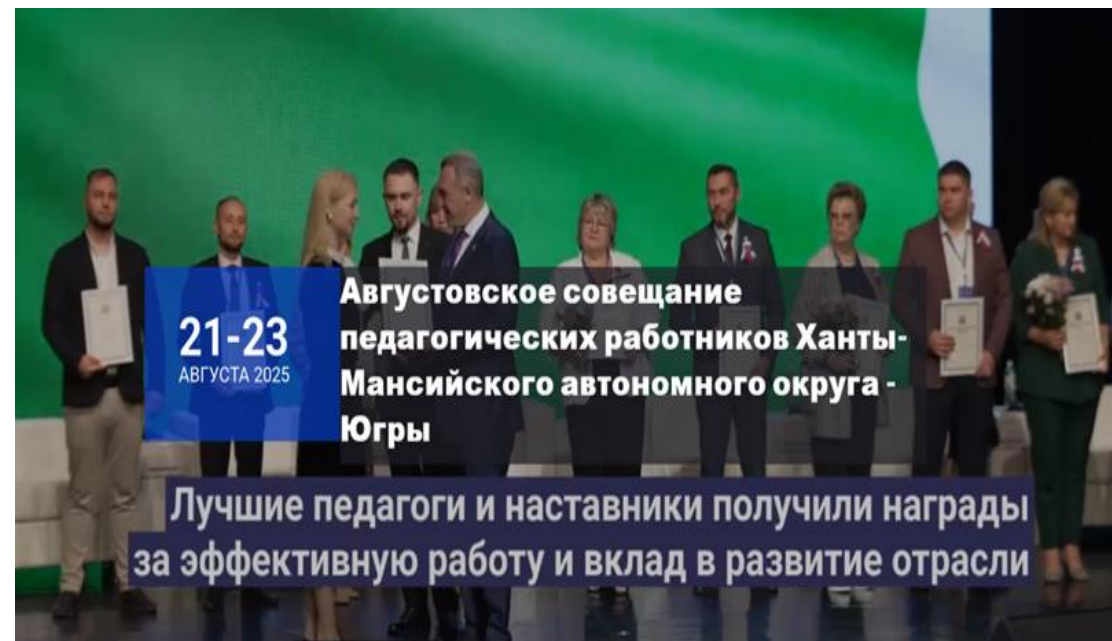 21-23
АВГУСТА 2025
Августовское совещание
педагогических работников Ханты-
Мансийского автономного округа -
Югры
Лучшие педагоги и наставники получили награды
за эффективную работу и вклад в развитие отрасли